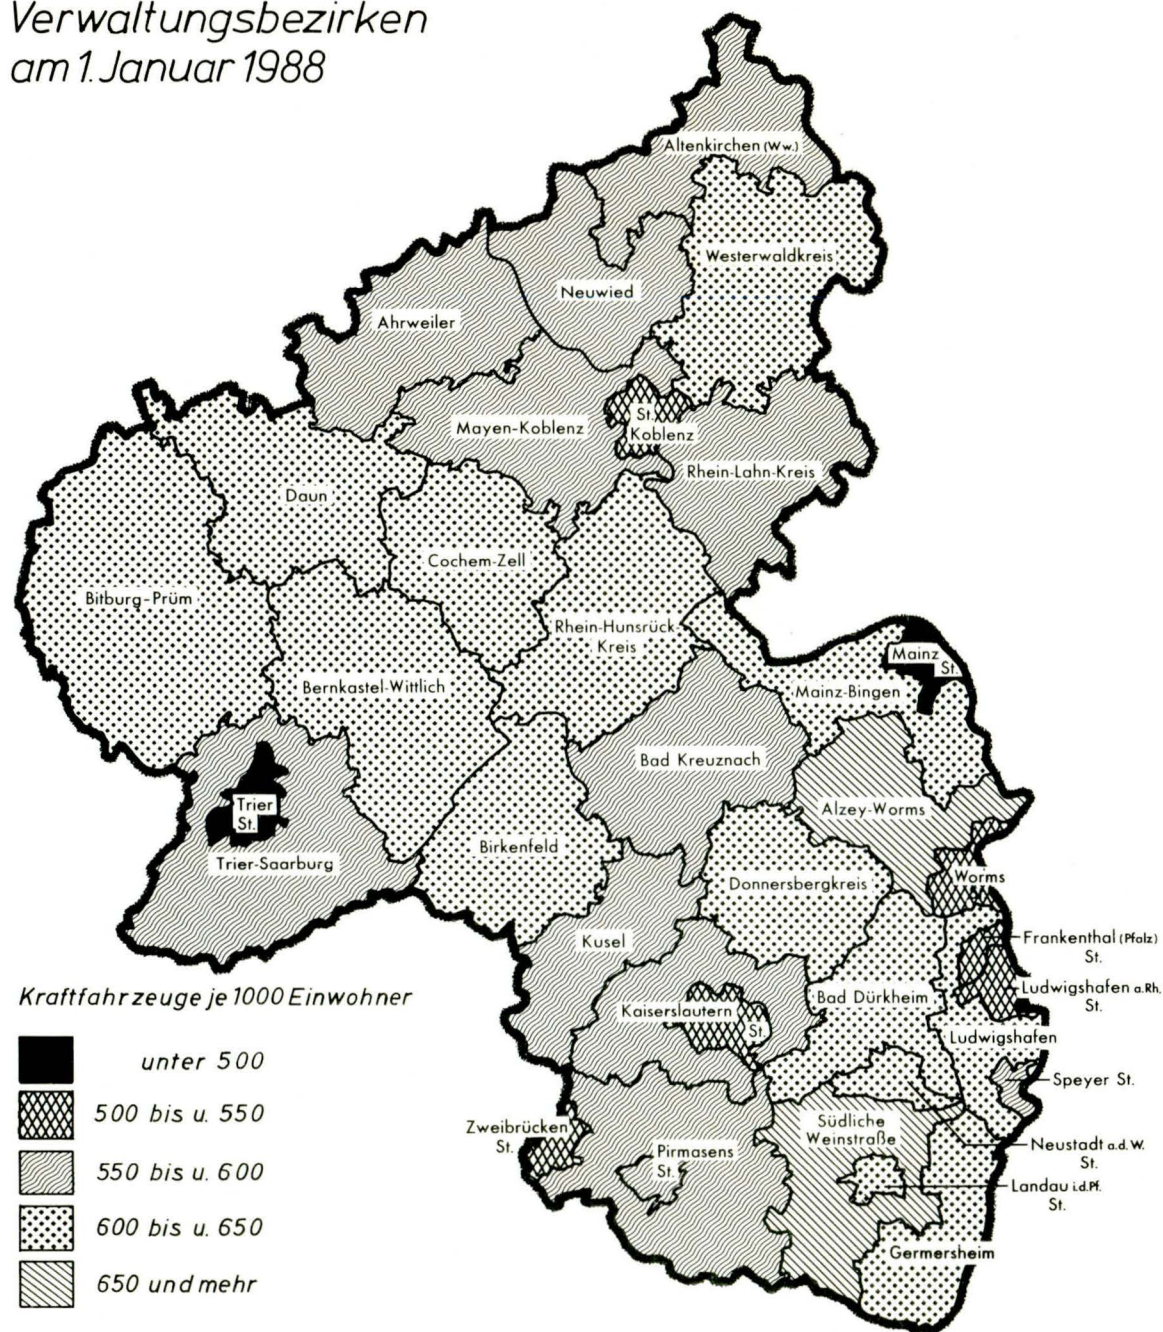 Verwaltungsbezirken
am 1. Januar 1988
Altenkirchen (Ww.)
Westerwaldkreis
Neuwied
Ahrweiler
St.
Koblenz
Mayen-Koblenz
Rhein-Lahn-Kreis
Daun
Cochem-Zell
Bitburg-Prüm
Rhein-Hunsrück-
Kreis
Mainz
St.
Bernkastel-Wittlich
Mainz-Bingen
Bad Kreuznach
Trier
St.
Alzey-Worms
Trier-Saarburg
Birkenfeld
Donnersbergkreis
Worms
Kusel
Frankenthal (Pfalz)
St.
Ludwigshafen a.Rh.
St.
Bad Dürkheim
Kaiserslautern
St.
Ludwigshafen
Speyer St.
Zweibrücken
St.
Südliche
Weinstraße
Pirmasens
St.
Neustadt a.d.W.
St.
Landau i.d.Pf.
St.
Germersheim
Kraftfahrzeuge je 1000 Einwohner
unter 500
500 bis u. 550
550 bis u. 600
600 bis u. 650
650 und mehr